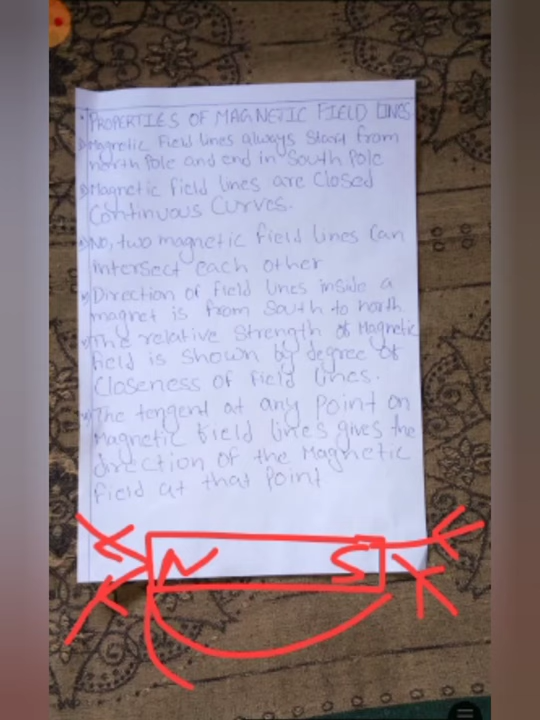 • PROPERTIES OF MAGNETIC FIELD LINES
Magnetic Field lines always start from
north Pole and end in South Pole
Magnetic field lines are Closed
Continuous Curves.
No, two magnetic field lines Can
intersect each other
Direction of field lines inside a
magnet is from South to north
The relative Strength of Magnetic
field is shown by degree of
Closeness of field lines.
The tengent at any Point on
Magnetic field lines gives the
direction of the Magnetic
field at that Point
N S